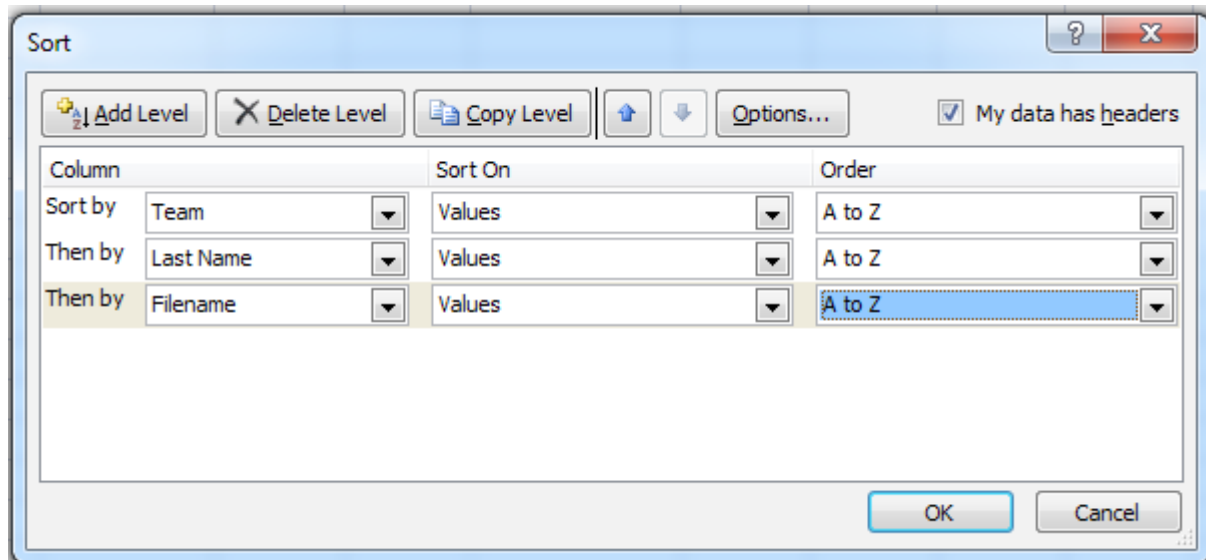 Sort
Add Level Delete Level Copy Level Options... My data has headers
Column Sort On Order
Sort by Team Values A to Z
Then by Last Name Values A to Z
Then by Filename Values A to Z
OK Cancel